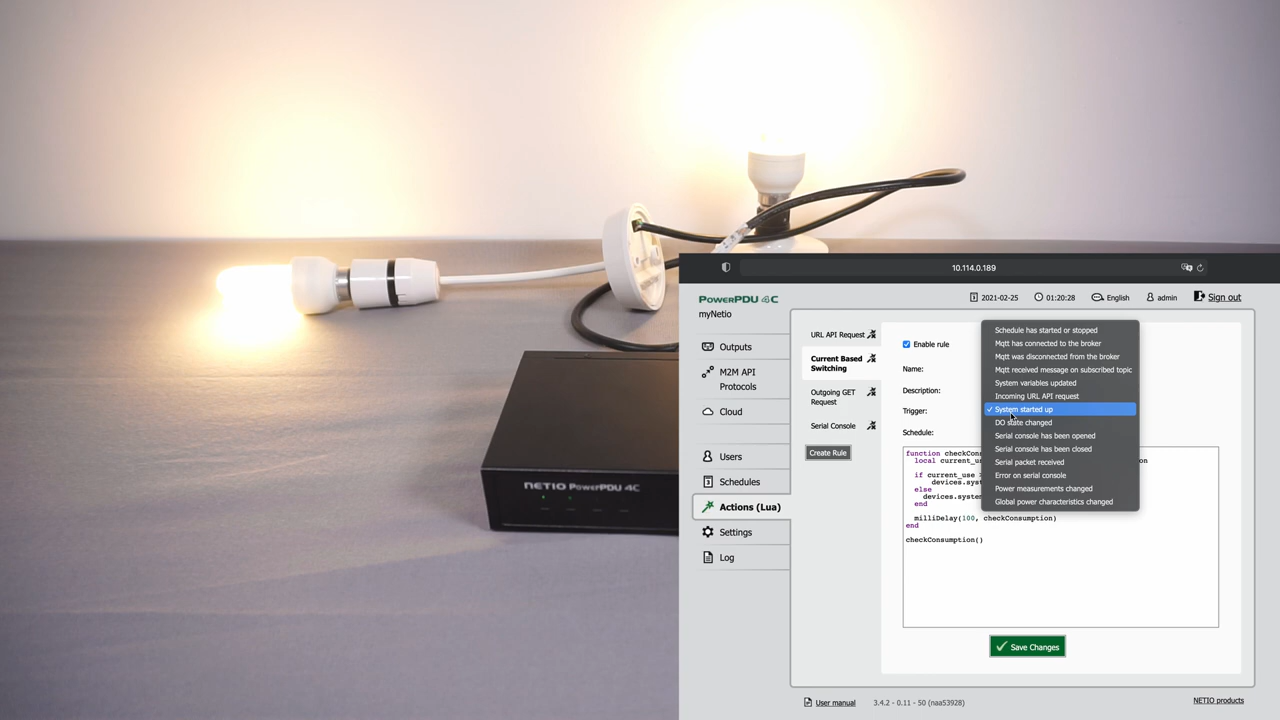 NETIO PowerPDU 4C
10.114.0.189
PowerPDU 4C
myNetio
2021-02-25
01:20:28
English
admin
Sign out
Outputs
M2M API
Protocols
Cloud
Users
Schedules
Actions (Lua)
Settings
Log
URL API Request
Current Based
Switching
Outgoing GET
Request
Serial Console
Create Rule
Enable rule
Name:
Description:
Trigger:
Schedule:
Schedule has started or stopped
Mqtt has connected to the broker
Mqtt was disconnected from the broker
Mqtt received message on subscribed topic
System variables updated
Incoming URL API request
✓ System started up
DO state changed
Serial console has been opened
Serial console has been closed
Serial packet received
Error on serial console
Power measurements changed
Global power characteristics changed
function
local
if current_use
devices.
else
devices.
end
milliDelay(100, checkConsumption)
end
checkConsumption()
Save Changes
User manual
3.4.2 - 0.11 - 50 (naa53928)
NETIO products